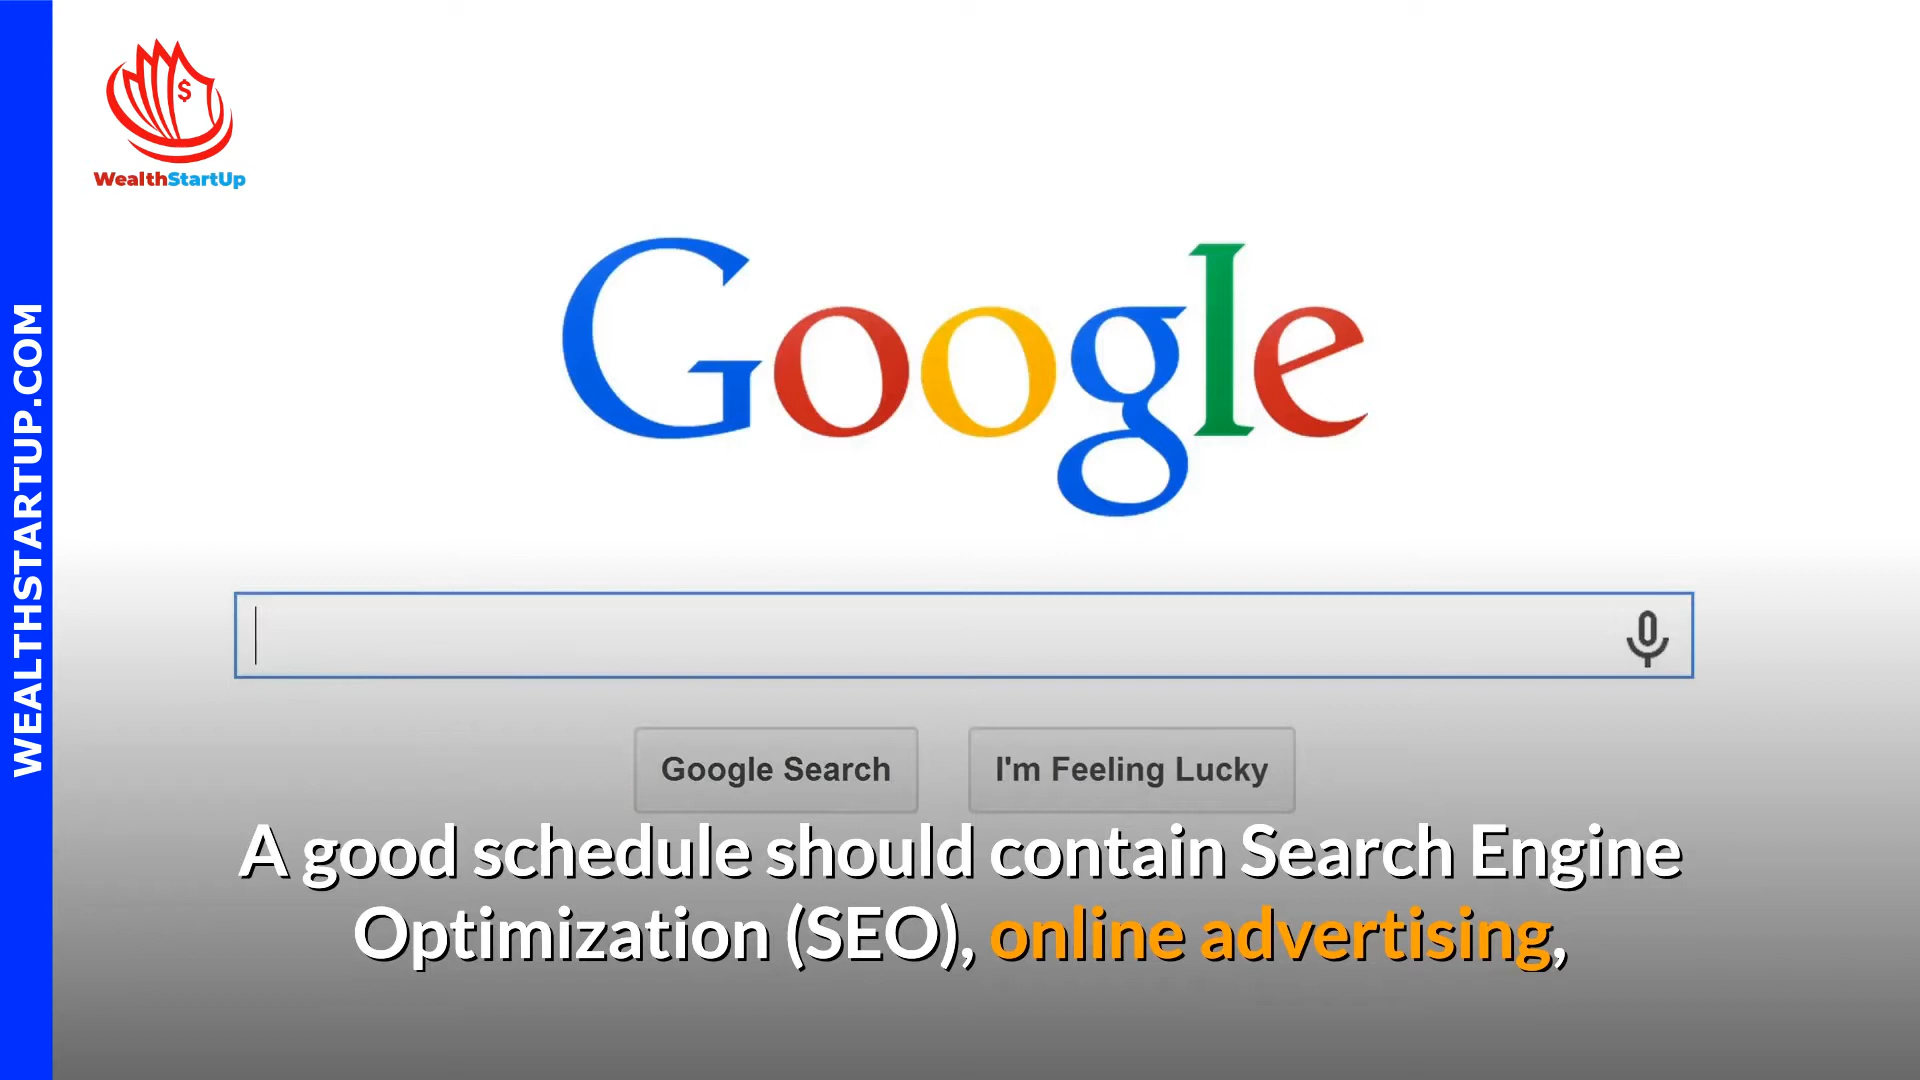 $
WealthStartUp
WEALTHSTARTUP.COM
Google
Google Search
I'm Feeling Lucky
A good schedule should contain Search Engine
Optimization (SEO), online advertising,